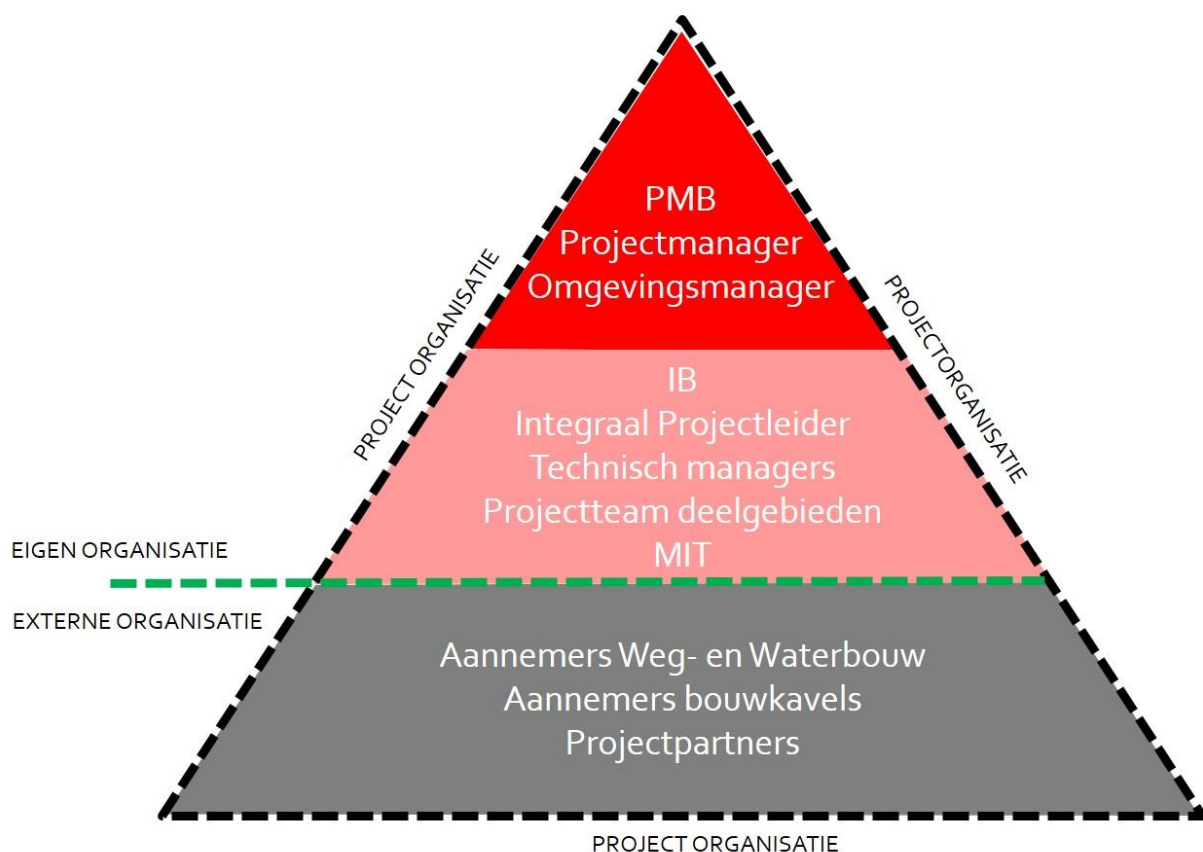 PMB
Projectmanager
Omgevingsmanager
PROJECT ORGANISATIE
PROJECTORGANISATIE
IB
Integraal Projectleider
Technisch managers
Projectteam deelgebieden
MIT
EIGEN ORGANISATIE
EXTERNE ORGANISATIE
Aannemers Weg- en Waterbouw
Aannemers bouwkavels
Projectpartners
PROJECT ORGANISATIE